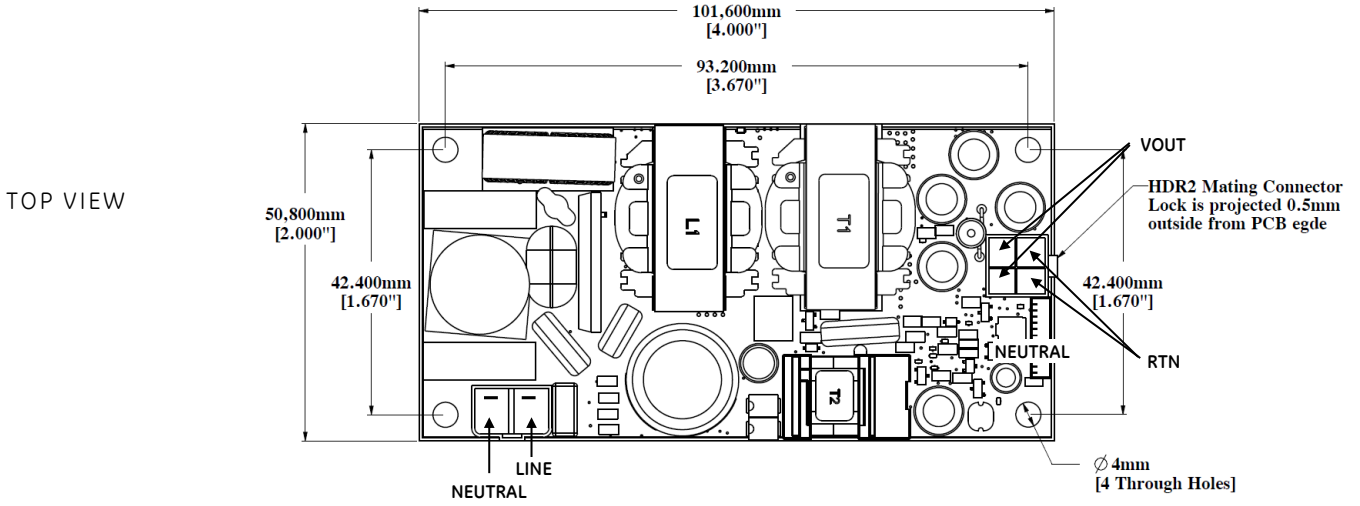 101,600mm
[4.000"]
93.200mm
[3.670"]
TOP VIEW
50,800mm
[2.000"]
42.400mm
[1.670"]
L1
T1
VOUT
HDR2 Mating Connector
Lock is projected 0.5mm
outside from PCB egde
42.400mm
[1.670"]
NEUTRAL
RTN
T2
LINE
NEUTRAL
∅ 4mm
[4 Through Holes]